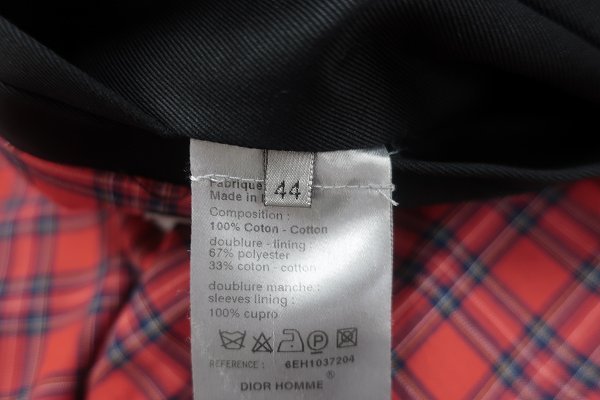 44
Fabrique
Made in
Composition :
100% Coton - Cotton
doublure - lining :
67% polyester
33% coton - cotton
doublure manche :
sleeves lining :
100% cupro
P
REFERENCE : 6EH1037204
®
DIOR HOMME